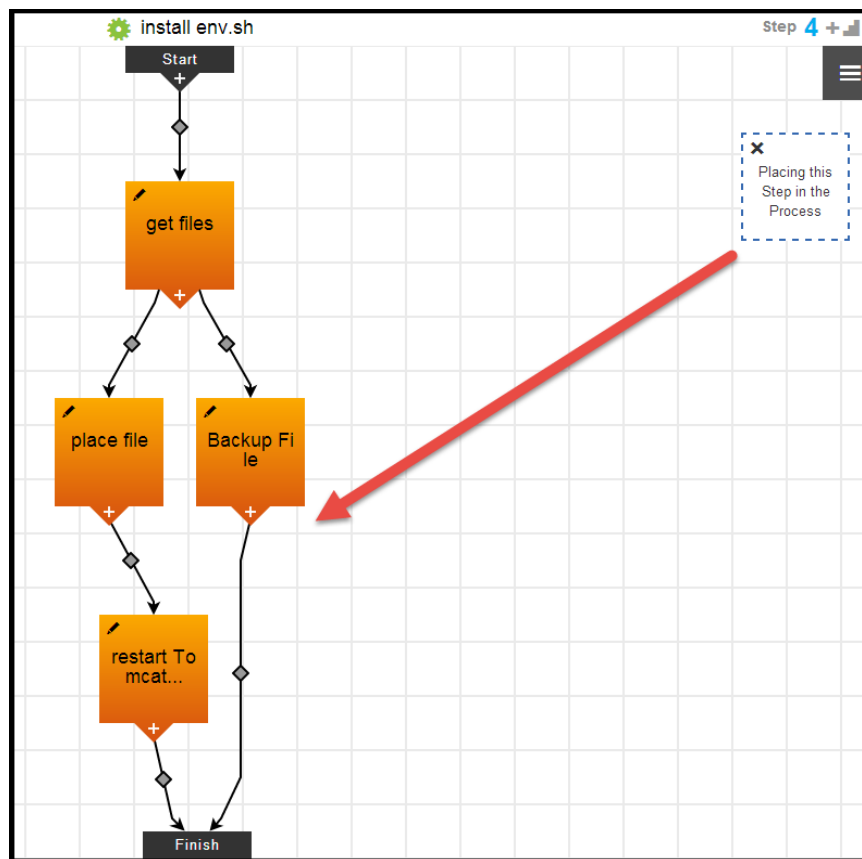 install env.sh
Step 4 +
Start
+
Placing this
Step in the
Process
get files
+
place file
Backup Fi
le
+
+
restart To
mcat...
+
Finish